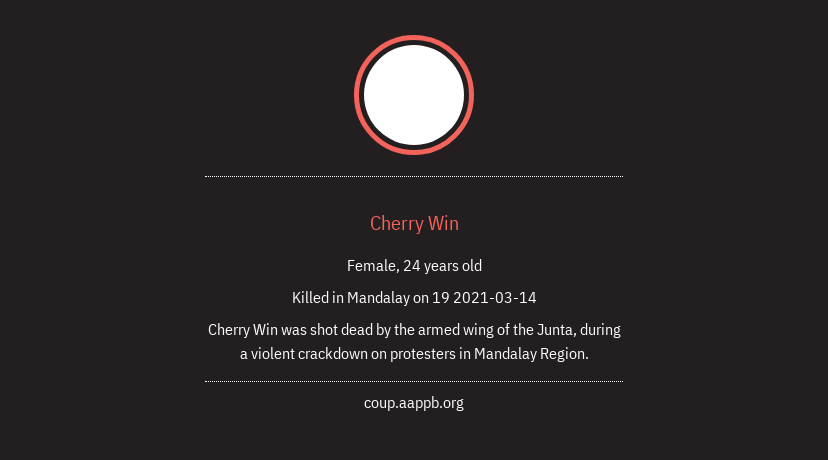 Cherry Win
Female, 24 years old
Killed in Mandalay on 19 2021-03-14
Cherry Win was shot dead by the armed wing of the Junta, during
a violent crackdown on protesters in Mandalay Region.
coup.aappb.org